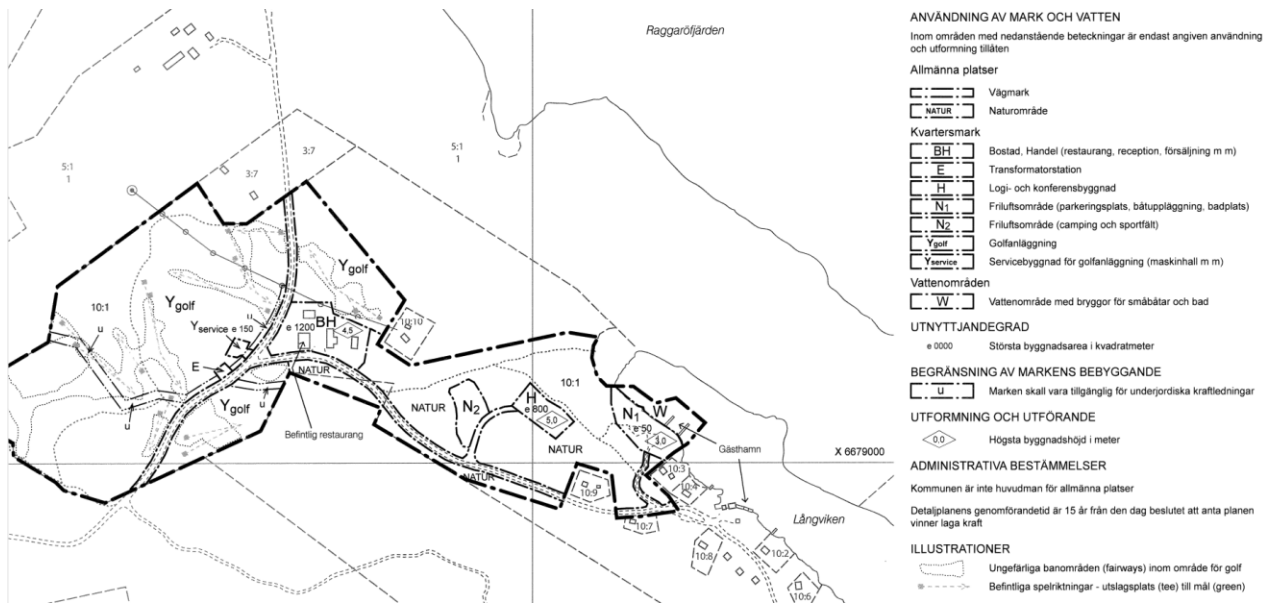 Raggaröfjärden
5:1
1
3:7
3:7
5:1
1
Ygolf
Ygolf
10:1
u
u
Yservice e 150
e 1200
BH
4,5
10:10
E
NATUR
Ygolf
u
u
Befintlig restaurang
NATUR
N2
H
e 800
5,0
10:1
NATUR
N1
W
e 50
3,0
Gästhamn
X 6679000
NATUR
10:9
10:3
10:4
10:7
Långviken
10:8
10:2
10:6
ANVÄNDNING AV MARK OCH VATTEN
Inom områden med nedanstående beteckningar är endast angiven användning
och utformning tillåten
Allmänna platser
Vägmark
NATUR Naturområde
Kvartersmark
BH Bostad, Handel (restaurang, reception, försäljning m m)
E Transformatorstation
H Logi- och konferensbyggnad
N1 Friluftsområde (parkeringsplats, båtuppläggning, badplats)
N2 Friluftsområde (camping och sportfält)
Ygolf Golfanläggning
Yservice Servicebyggnad för golfanläggning (maskinhall m m)
Vattenområden
W Vattenområde med bryggor för småbåtar och bad
UTNYTTJANDEGRAD
e 0000 Största byggnadsarea i kvadratmeter
BEGRÄNSNING AV MARKENS BEBYGGANDE
u Marken skall vara tillgänglig för underjordiska kraftledningar
UTFORMNING OCH UTFÖRANDE
0,0 Högsta byggnadshöjd i meter
ADMINISTRATIVA BESTÄMMELSER
Kommunen är inte huvudman för allmänna platser
Detaljplanens genomförandetid är 15 år från den dag beslutet att anta planen
vinner laga kraft
ILLUSTRATIONER
Ungefärliga banområden (fairways) inom område för golf
Befintliga spelriktningar - utslagsplats (tee) till mål (green)